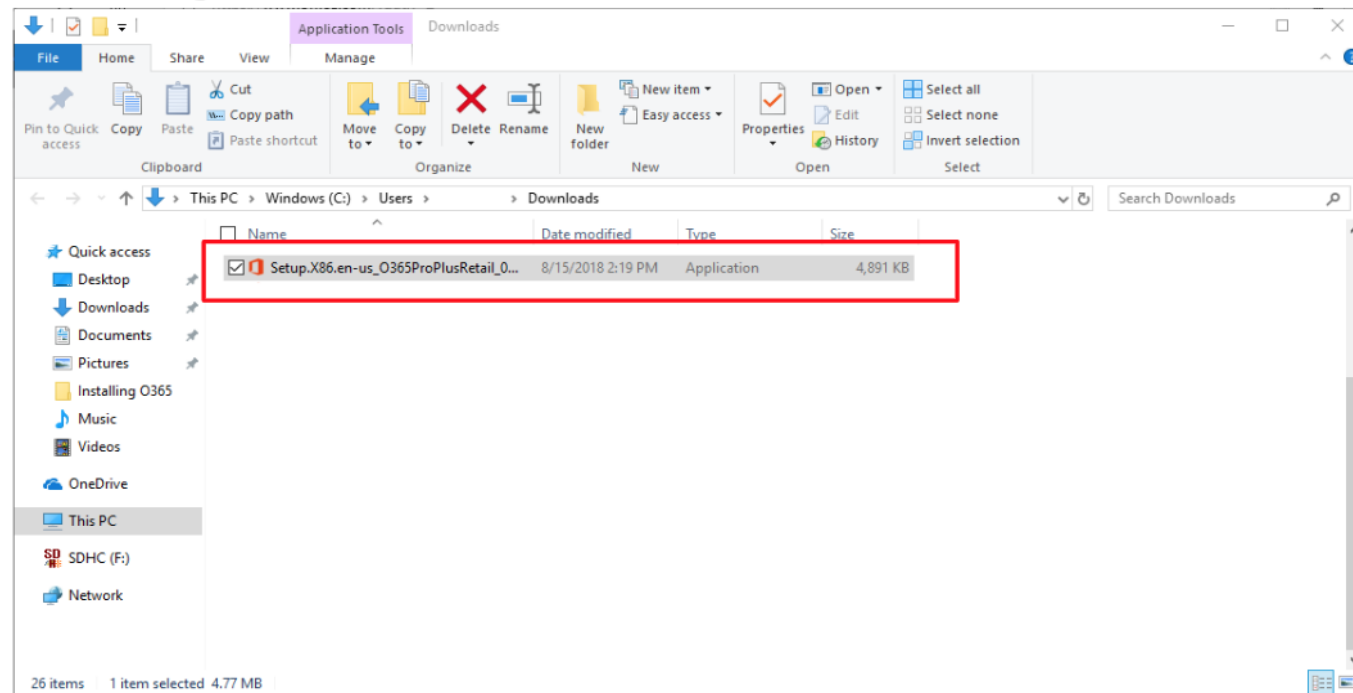 Application Tools Downloads
File Home Share View Manage
Pin to Quick access
Copy
Paste
Cut
Copy path
Paste shortcut
Clipboard
Move to
Copy to
Delete
Rename
Organize
New folder
New item
Easy access
New
Properties
Open
Edit
History
Open
Select all
Select none
Invert selection
Select
This PC > Windows (C:) > Users > > Downloads
Search Downloads
Name Date modified Type Size
Setup.X86.en-us_O365ProPlusRetail_0... 8/15/2018 2:19 PM Application 4,891 KB
Quick access
Desktop
Downloads
Documents
Pictures
Installing O365
Music
Videos
OneDrive
This PC
SDHC (F:)
Network
26 items 1 item selected 4.77 MB